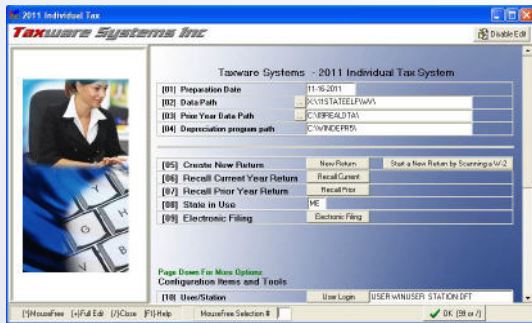 2011 Individual Tax
Taxware Systems Inc
Disable Edit
Taxware Systems - 2011 Individual Tax System
[01] Preparation Date 11-16-2011
[02] Data Path ...
[03] Prior Year Data Path ...
[04] Depreciation program path
[05] Create New Return New Return Start a New Return by Scanning a W-2
[06] Recall Current Year Return Recall Current
[07] Recall Prior Year Return Recall Prior
[08] State in Use ME
[09] Electronic Filing Electronic Filing
Page Down For More Options
Configuration Items and Tools
[10] User/Station User Login
[*]MouseFree [+]Full Edit [/]Close [F1]-Help MouseFree Selection # OK [99 or /]